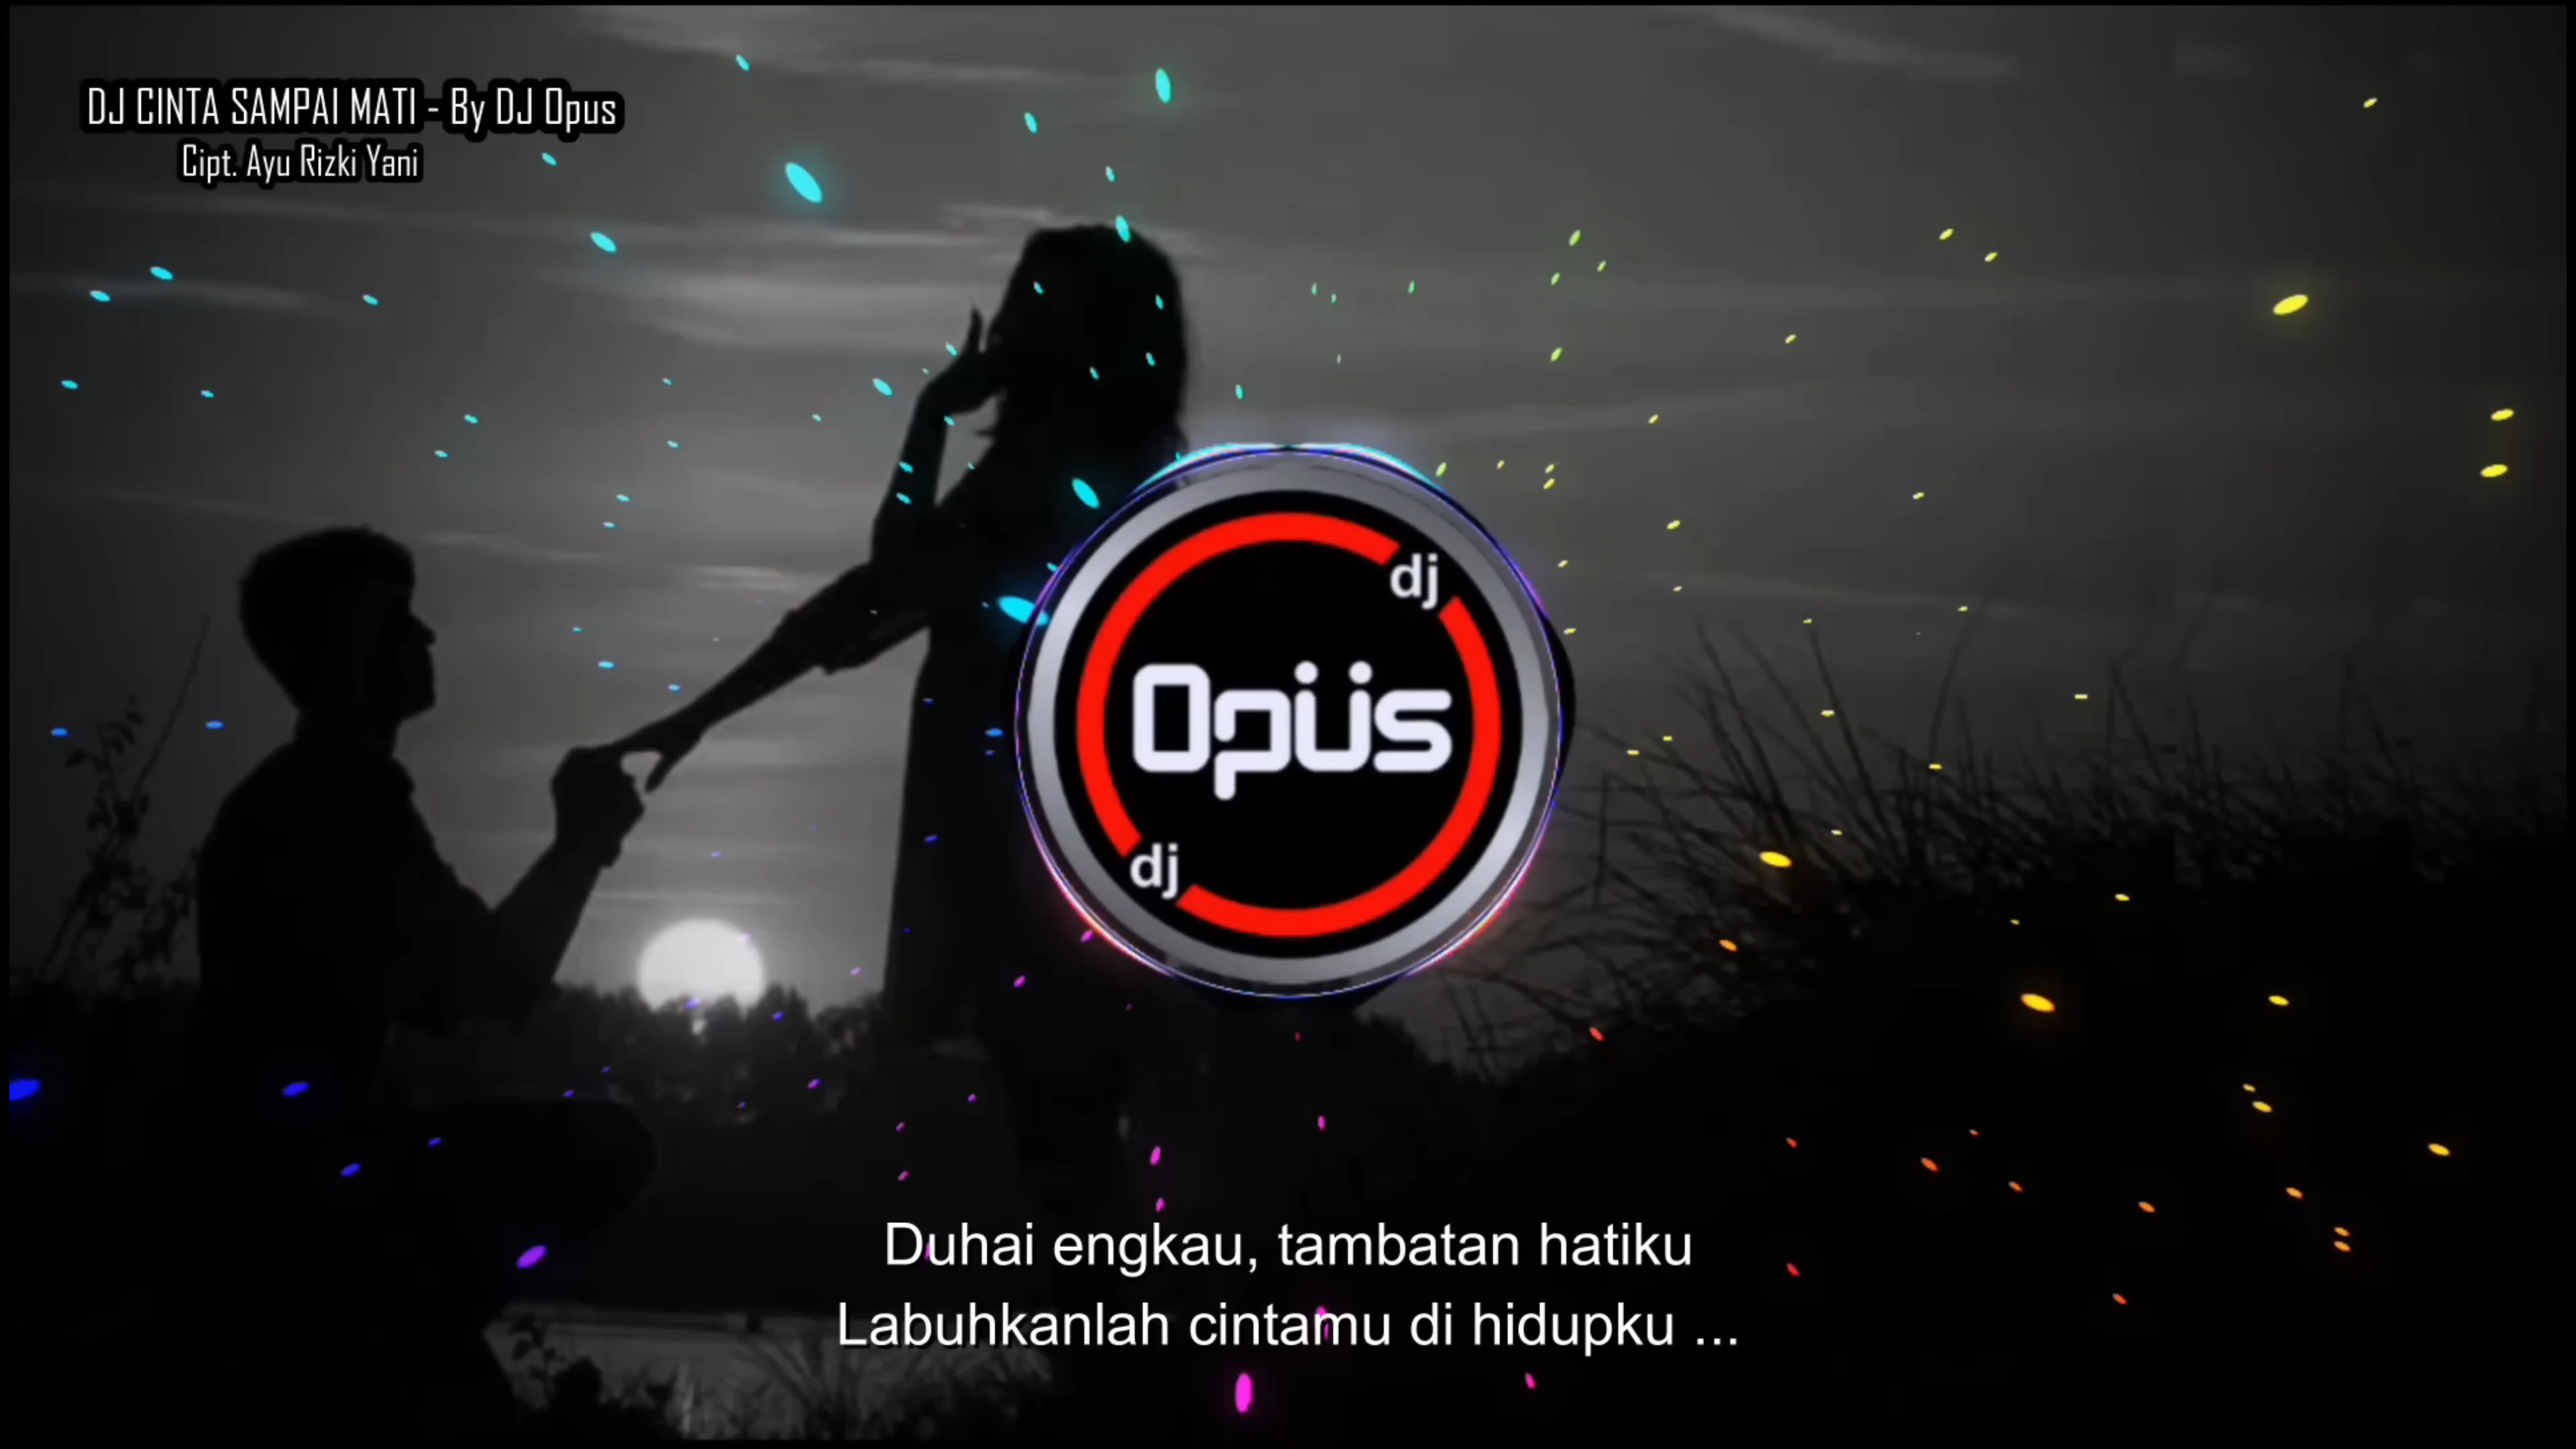 DJ CINTA SAMPAI MATI - By DJ Opus
Cipt. Ayu Rizki Yani
dj
Opus
dj
Duhai engkau, tambatan hatiku
Labuhkanlah cintamu di hidupku ...